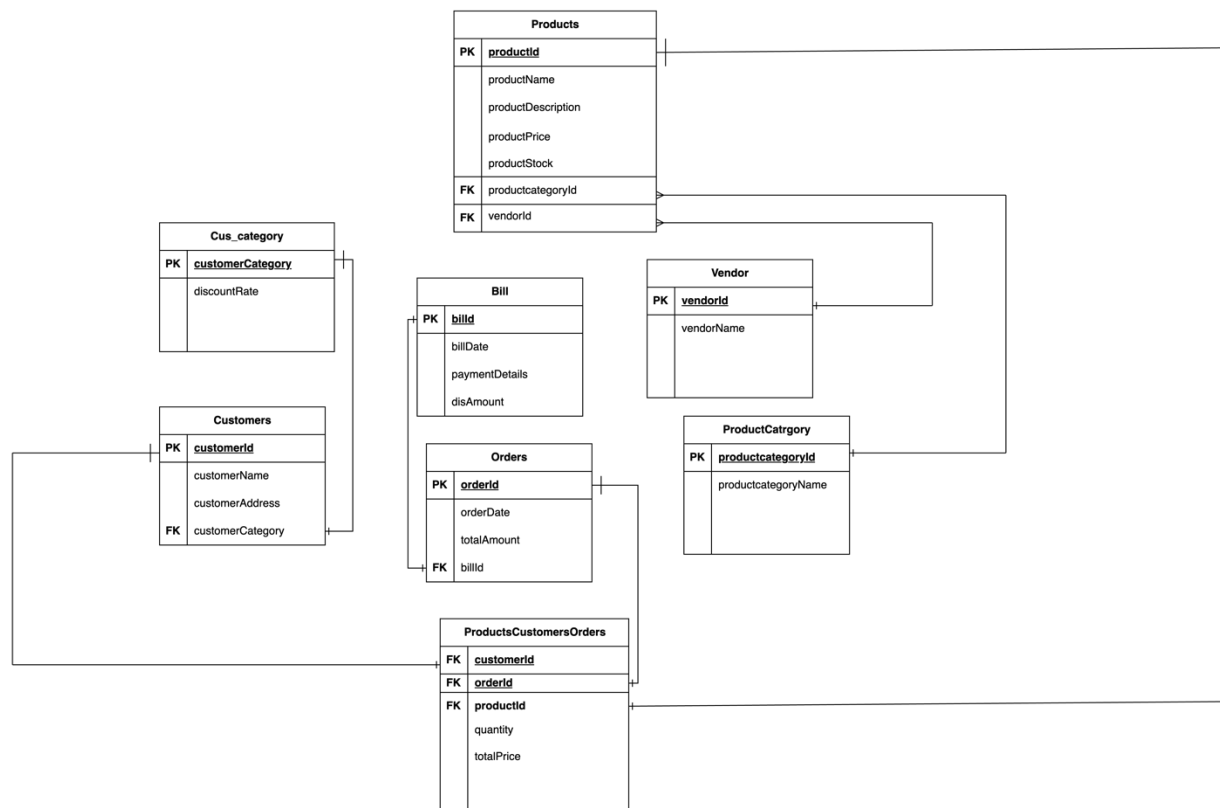 Products
PK productId
productName
productDescription
productPrice
productStock
FK productcategoryId
FK vendorId
Cus_category
PK customerCategory
discountRate
Bill
PK billd
billDate
paymentDetails
disAmount
Vendor
PK vendorId
vendorName
Customers
PK customerId
customerName
customerAddress
FK customerCategory
Orders
PK orderId
orderDate
totalAmount
FK billId
ProductCatrgory
PK productcategoryId
productcategoryName
ProductsCustomersOrders
FK customerId
FK orderId
FK productId
quantity
totalPrice